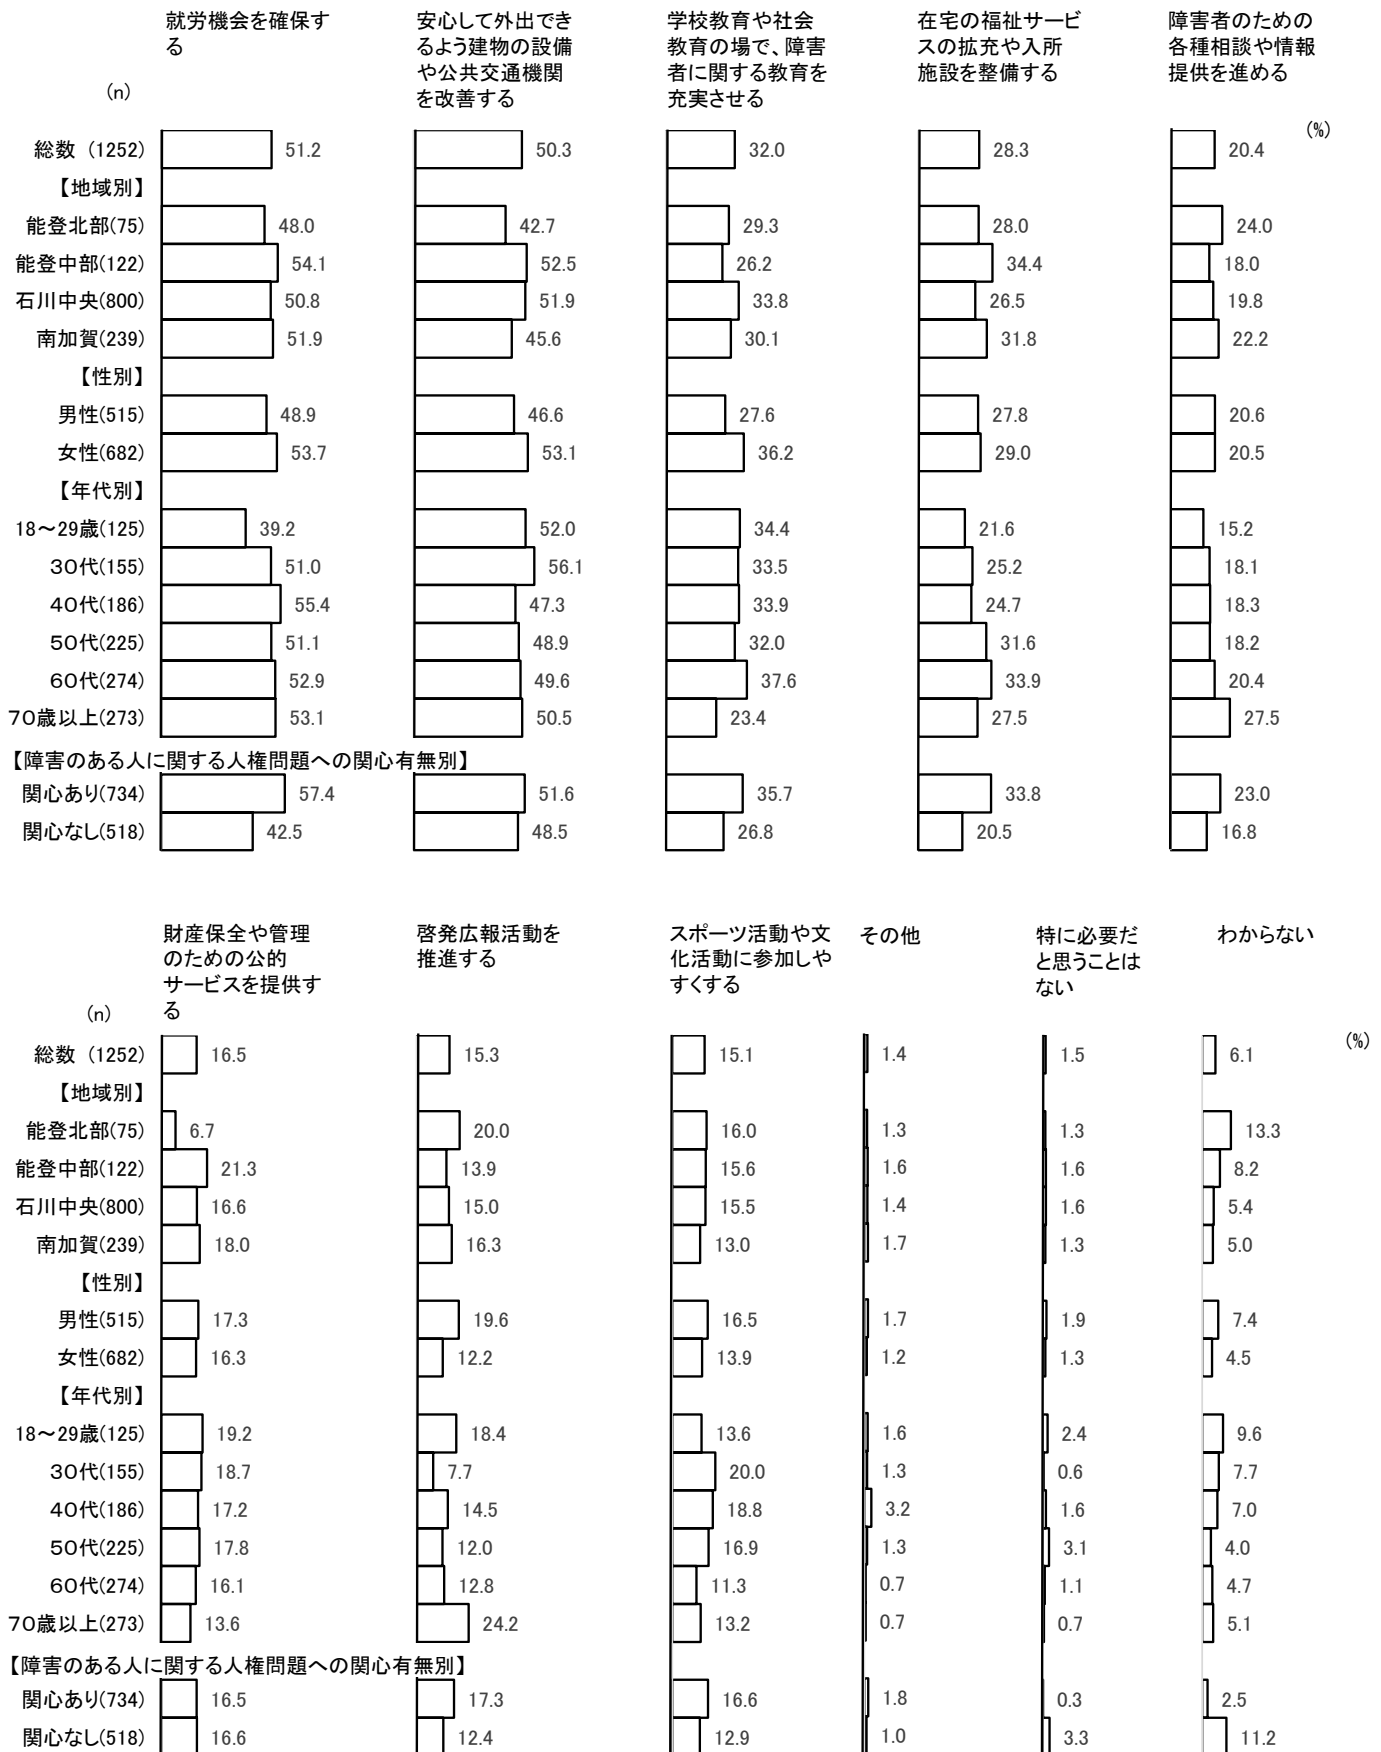 就労機会を確保す
る
安心して外出でき
るよう建物の設備
や公共交通機関
を改善する
学校教育や社会
教育の場で、障害
者に関する教育を
充実させる
在宅の福祉サービ
スの拡充や入所
施設を整備する
障害者のための
各種相談や情報
提供を進める
(n)
(%)
総数 (1252) 51.2 50.3 32.0 28.3 20.4
【地域別】
能登北部(75) 48.0 42.7 29.3 28.0 24.0
能登中部(122) 54.1 52.5 26.2 34.4 18.0
石川中央(800) 50.8 51.9 33.8 26.5 19.8
南加賀(239) 51.9 45.6 30.1 31.8 22.2
【性別】
男性(515) 48.9 46.6 27.6 27.8 20.6
女性(682) 53.7 53.1 36.2 29.0 20.5
【年代別】
18～29歳(125) 39.2 52.0 34.4 21.6 15.2
30代(155) 51.0 56.1 33.5 25.2 18.1
40代(186) 55.4 47.3 33.9 24.7 18.3
50代(225) 51.1 48.9 32.0 31.6 18.2
60代(274) 52.9 49.6 37.6 33.9 20.4
70歳以上(273) 53.1 50.5 23.4 27.5 27.5
【障害のある人に関する人権問題への関心有無別】
関心あり(734) 57.4 51.6 35.7 33.8 23.0
関心なし(518) 42.5 48.5 26.8 20.5 16.8
財産保全や管理
のための公的
サービスを提供す
る
啓発広報活動を
推進する
スポーツ活動や文
化活動に参加しや
すくする
その他
特に必要だ
と思うことは
ない
わからない
(n)
(%)
総数 (1252) 16.5 15.3 15.1 1.4 1.5 6.1
【地域別】
能登北部(75) 6.7 20.0 16.0 1.3 1.3 13.3
能登中部(122) 21.3 13.9 15.6 1.6 1.6 8.2
石川中央(800) 16.6 15.0 15.5 1.4 1.6 5.4
南加賀(239) 18.0 16.3 13.0 1.7 1.3 5.0
【性別】
男性(515) 17.3 19.6 16.5 1.7 1.9 7.4
女性(682) 16.3 12.2 13.9 1.2 1.3 4.5
【年代別】
18～29歳(125) 19.2 18.4 13.6 1.6 2.4 9.6
30代(155) 18.7 7.7 20.0 1.3 0.6 7.7
40代(186) 17.2 14.5 18.8 3.2 1.6 7.0
50代(225) 17.8 12.0 16.9 1.3 3.1 4.0
60代(274) 16.1 12.8 11.3 0.7 1.1 4.7
70歳以上(273) 13.6 24.2 13.2 0.7 0.7 5.1
【障害のある人に関する人権問題への関心有無別】
関心あり(734) 16.5 17.3 16.6 1.8 0.3 2.5
関心なし(518) 16.6 12.4 12.9 1.0 3.3 11.2